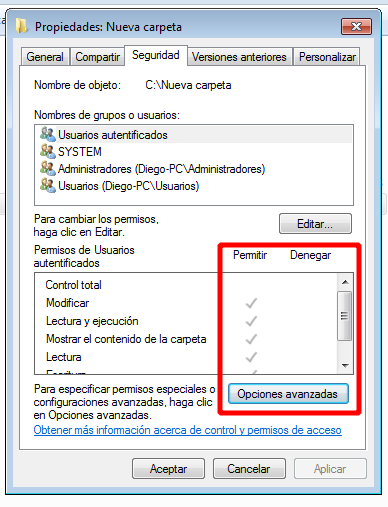 Propiedades: Nueva carpeta
General
Compartir
Seguridad
Versiones anteriores
Personalizar
Nombre de objeto: C:\Nueva carpeta
Nombres de grupos o usuarios:
Usuarios autentificados
SYSTEM
Administradores (Diego-PC\Administradores)
Usuarios (Diego-PC\Usuarios)
Para cambiar los permisos,
haga clic en Editar.
Editar...
Permisos de Usuarios
autentificados
Permitir
Denegar
Control total
Modificar
Lectura y ejecución
Mostrar el contenido de la carpeta
Lectura
Escritura
Para especificar permisos especiales o
configuraciones avanzadas, haga clic
en Opciones avanzadas.
Opciones avanzadas
Obtener más información acerca de control y permisos de acceso
Aceptar
Cancelar
Aplicar